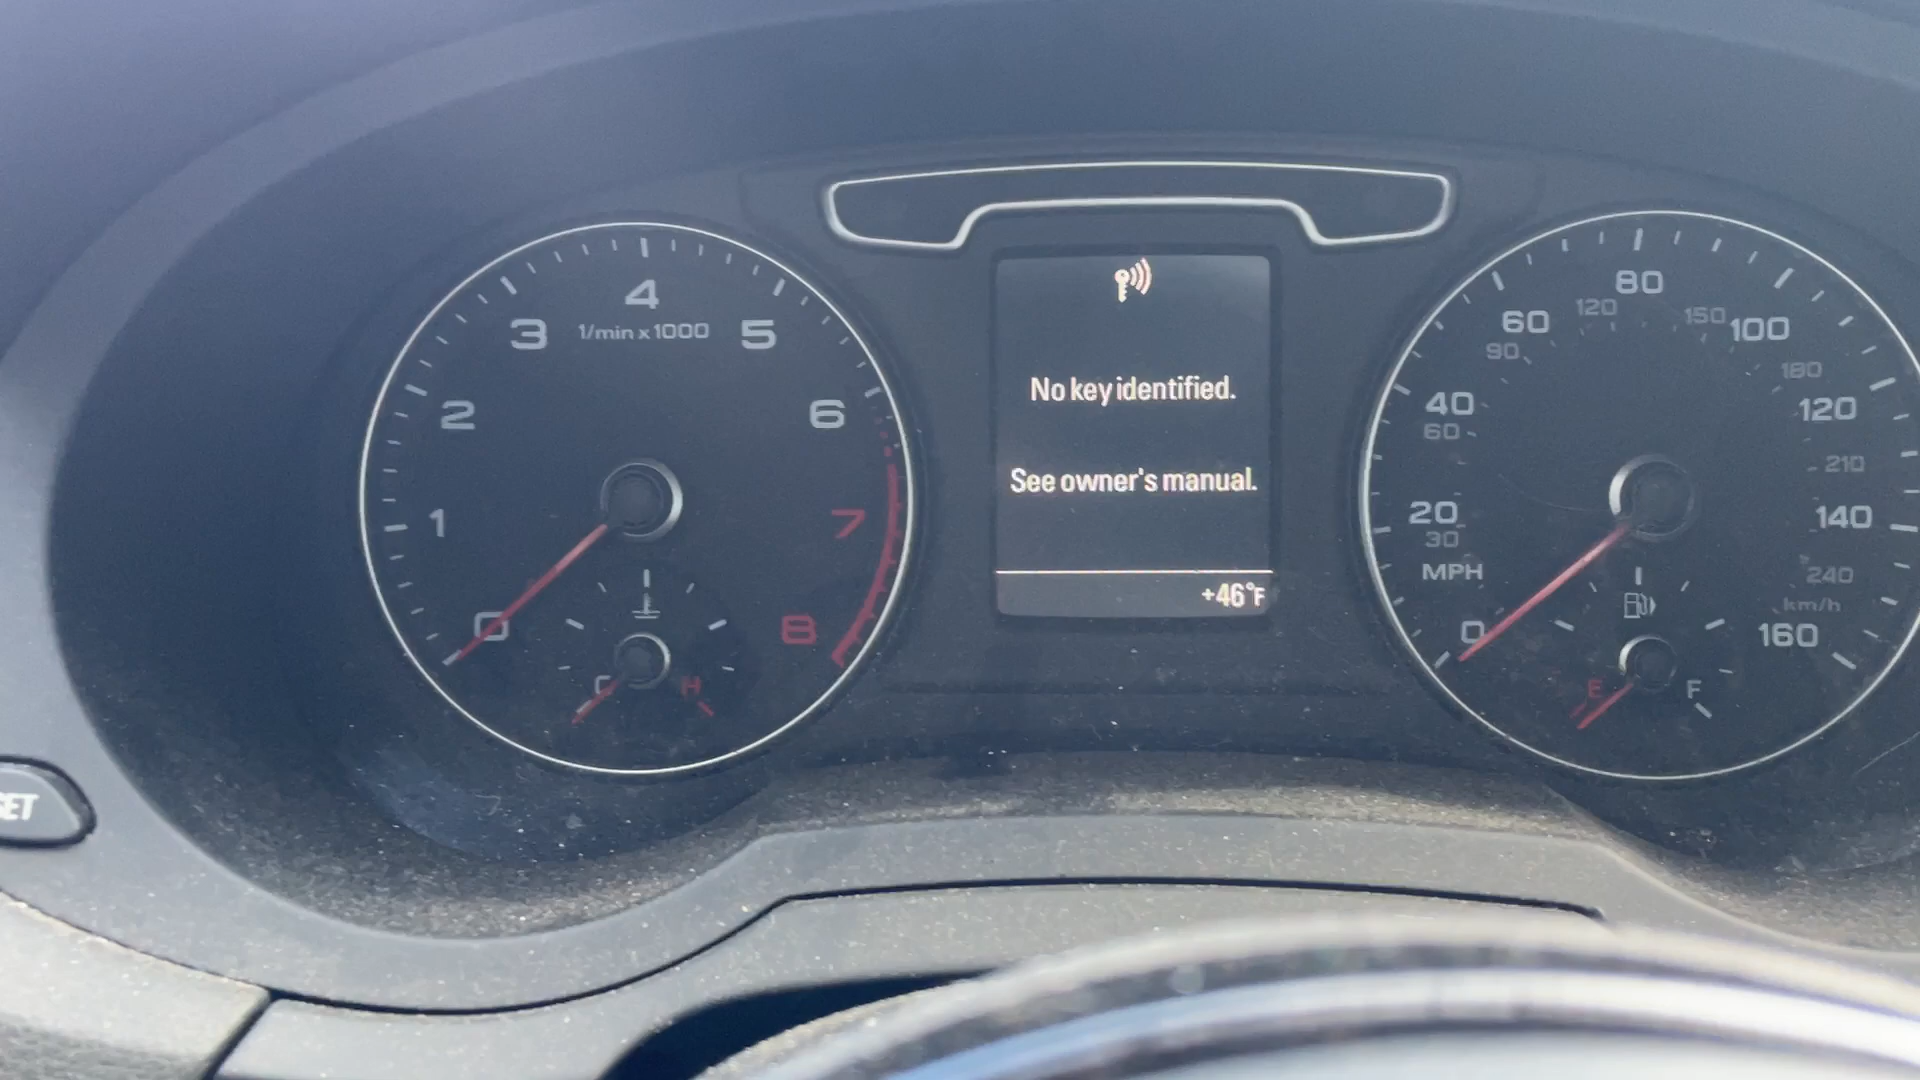 4
3 1/min x 1000 5
2 6
1 7
0 8
C H
No key identified.
See owner's manual.
+46°F
80
60 120 150 100
90 180
40 120
60
210
20 140
30
MPH 240
km/h
0 160
E F
SET